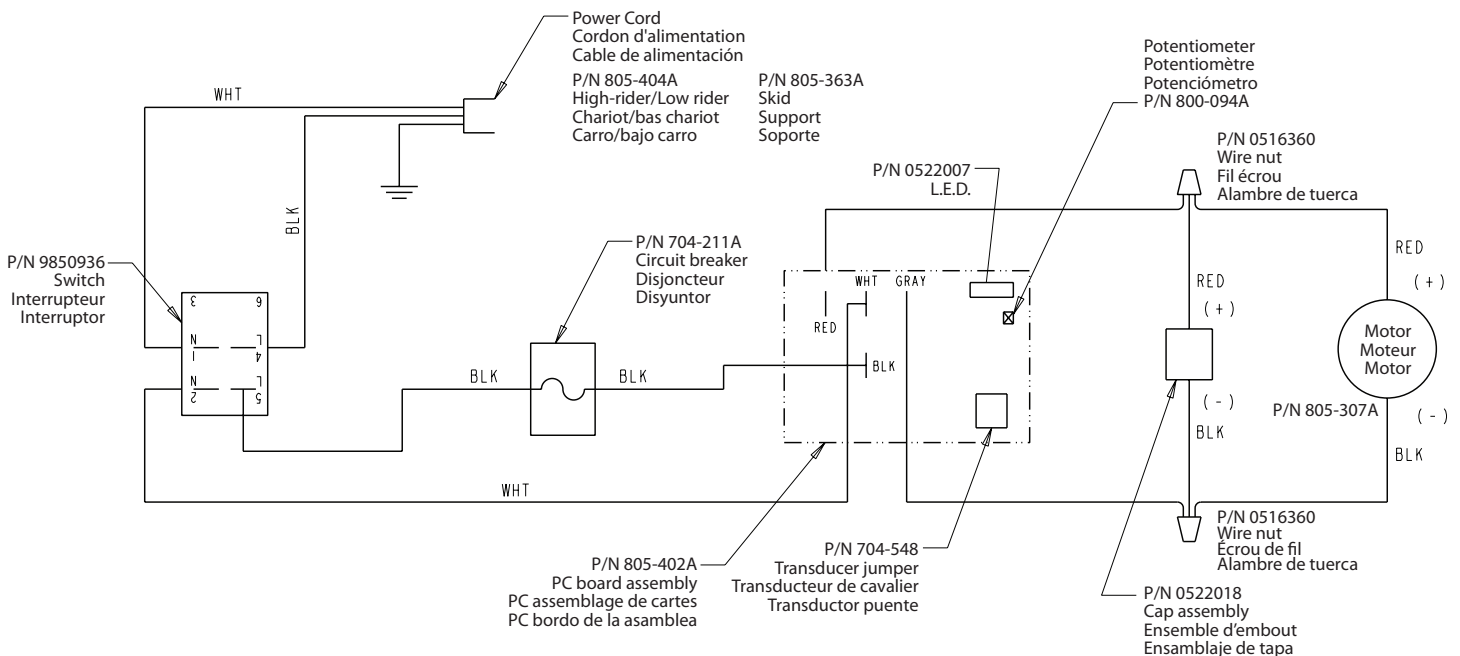 Power Cord
Cordon d'alimentation
Cable de alimentación
P/N 805-404A
High-rider/Low rider
Chariot/bas chariot
Carro/bajo carro
P/N 805-363A
Skid
Support
Soporte
Potentiometer
Potentiomètre
Potenciómetro
P/N 800-094A
WHT
BLK
P/N 0516360
Wire nut
Fil écrou
Alambre de tuerca
P/N 0522007
L.E.D.
P/N 9850936
Switch
Interrupteur
Interruptor
3
6
N
1
L
4
N
2
L
5
P/N 704-211A
Circuit breaker
Disjoncteur
Disyuntor
BLK
BLK
WHT
GRAY
RED
BLK
RED
(+)
(-)
BLK
RED
(+)
Motor
Moteur
Motor
P/N 805-307A
(-)
BLK
WHT
P/N 805-402A
PC board assembly
PC assemblage de cartes
PC bordo de la asamblea
P/N 704-548
Transducer jumper
Transducteur de cavalier
Transductor puente
P/N 0516360
Wire nut
Écrou de fil
Alambre de tuerca
P/N 0522018
Cap assembly
Ensemble d’embout
Ensamblaje de tapa